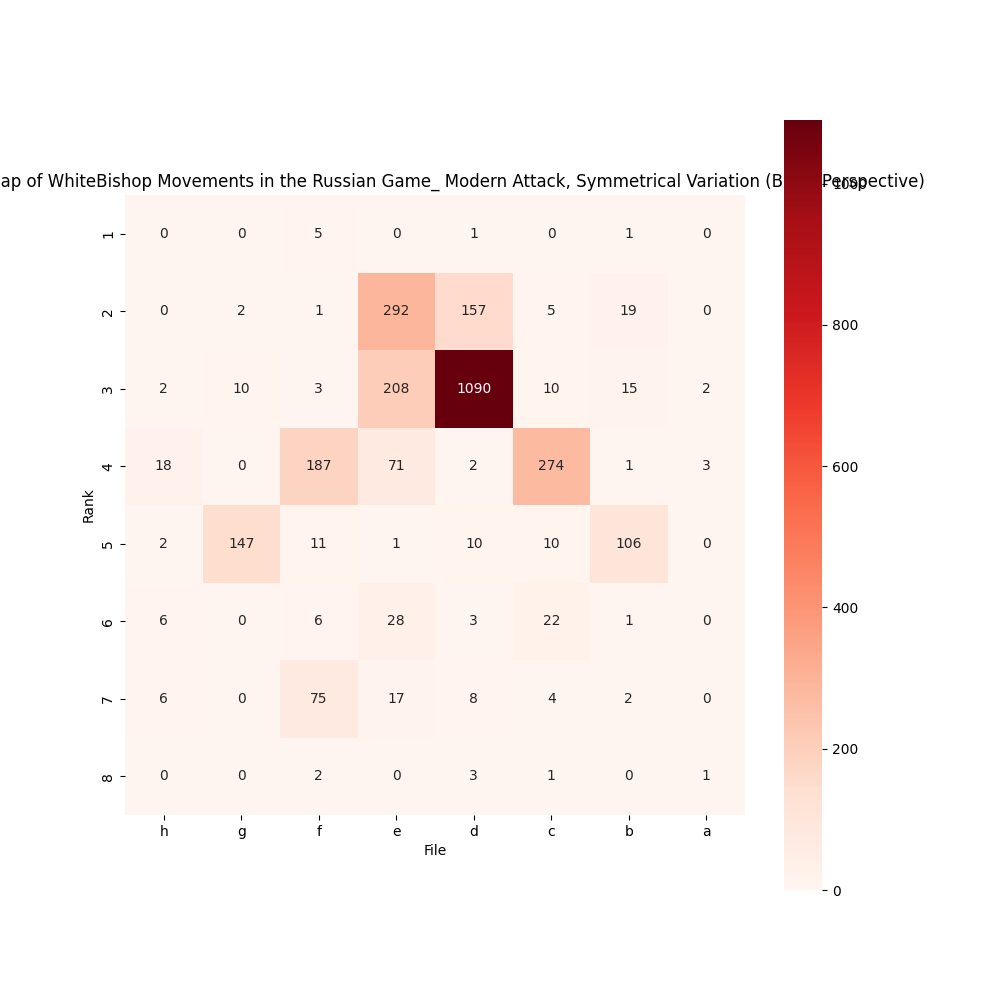 ap of WhiteBishop Movements in the Russian Game_ Modern Attack, Symmetrical Variation (B Perspective)
1000
1 0 0 5 0 1 0 1 0
2 0 2 1 292 157 5 19 0
800
3 2 10 3 208 1090 10 15 2
4 18 0 187 71 2 274 1 3
600
Rank
5 2 147 11 1 10 10 106 0
400
6 6 0 6 28 3 22 1 0
7 6 0 75 17 8 4 2 0
200
8 0 0 2 0 3 1 0 1
h g f e d c b a
File
0